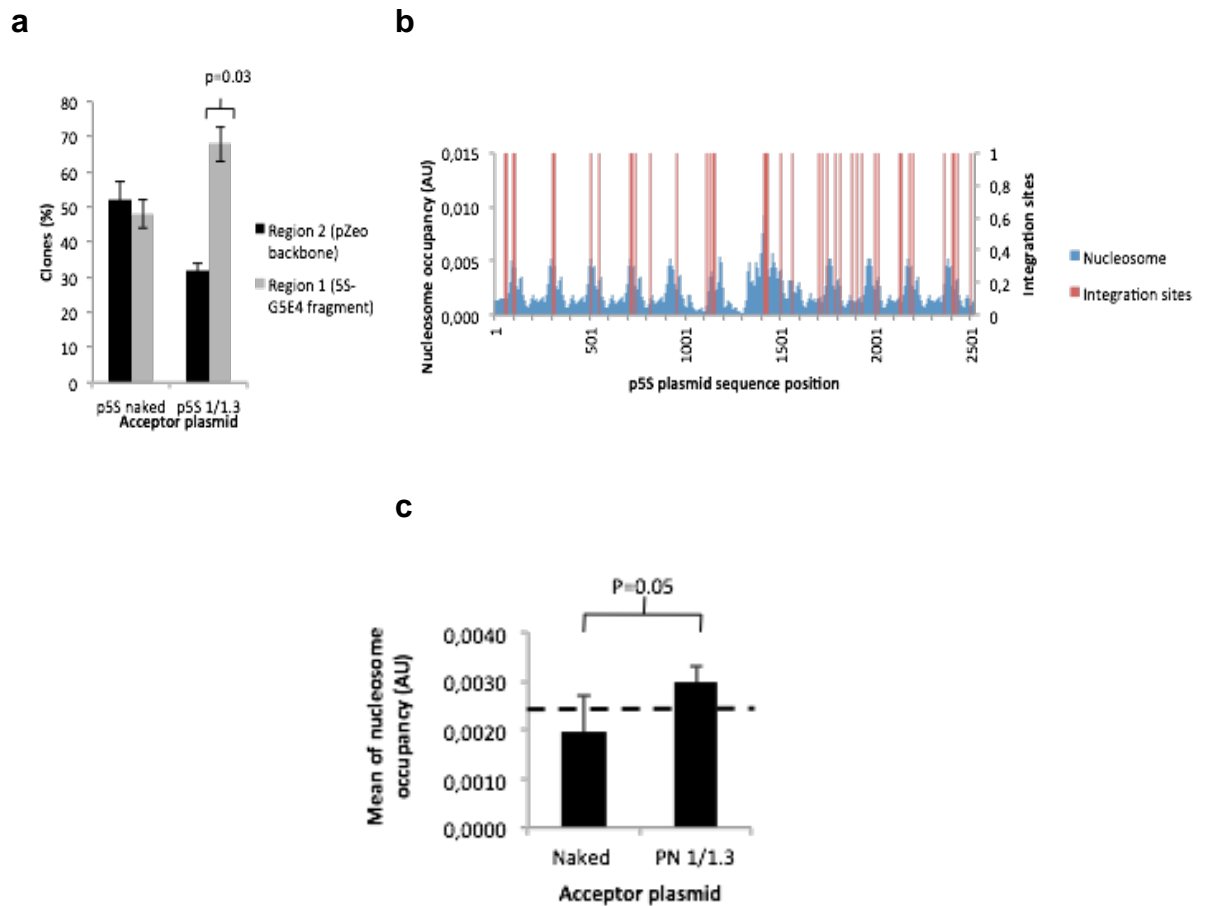 a
p=0.03
Clones (%)
80
70
60
50
40
30
20
10
0
p5S naked
p5S 1/1.3
Acceptor plasmid
Region 2 (pZeo
backbone)
Region 1 (5S-
G5E4 fragment)
b
Nucleosome occupancy (AU)
0,015
0,010
0,005
0,000
1
0,8
0,6
0,4
0,2
0
Integration sites
1
501
1001
1501
2001
2501
p5S plasmid sequence position
Nucleosome
Integration sites
c
P=0.05
Mean of nucleosome
occupancy (AU)
0,0040
0,0030
0,0020
0,0010
0,0000
Naked
PN 1/1.3
Acceptor plasmid